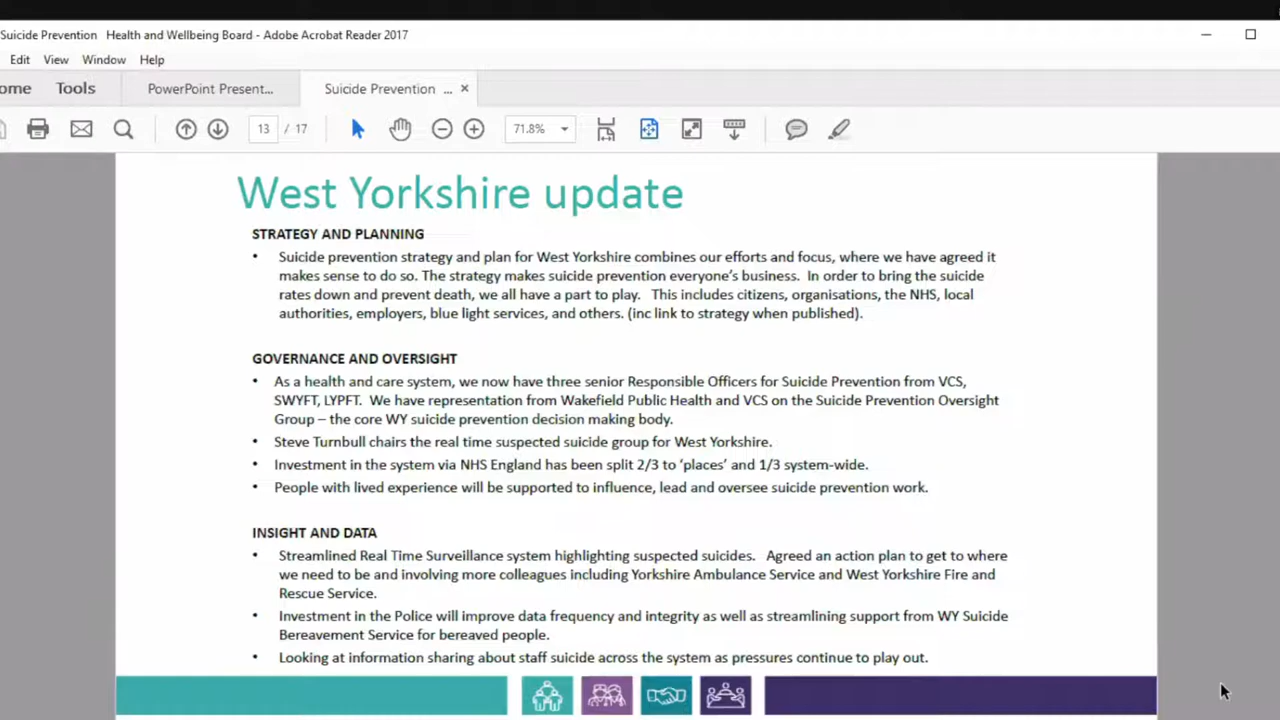 Suicide Prevention Health and Wellbeing Board - Adobe Acrobat Reader 2017
Edit View Window Help
ome Tools PowerPoint Present... Suicide Prevention ... ×
13 / 17 71.8%
West Yorkshire update
STRATEGY AND PLANNING
• Suicide prevention strategy and plan for West Yorkshire combines our efforts and focus, where we have agreed it
makes sense to do so. The strategy makes suicide prevention everyone's business. In order to bring the suicide
rates down and prevent death, we all have a part to play. This includes citizens, organisations, the NHS, local
authorities, employers, blue light services, and others. (inc link to strategy when published).
GOVERNANCE AND OVERSIGHT
• As a health and care system, we now have three senior Responsible Officers for Suicide Prevention from VCS,
SWYFT, LYPFT. We have representation from Wakefield Public Health and VCS on the Suicide Prevention Oversight
Group – the core WY suicide prevention decision making body.
• Steve Turnbull chairs the real time suspected suicide group for West Yorkshire.
• Investment in the system via NHS England has been split 2/3 to 'places' and 1/3 system-wide.
• People with lived experience will be supported to influence, lead and oversee suicide prevention work.
INSIGHT AND DATA
• Streamlined Real Time Surveillance system highlighting suspected suicides. Agreed an action plan to get to where
we need to be and involving more colleagues including Yorkshire Ambulance Service and West Yorkshire Fire and
Rescue Service.
• Investment in the Police will improve data frequency and integrity as well as streamlining support from WY Suicide
Bereavement Service for bereaved people.
• Looking at information sharing about staff suicide across the system as pressures continue to play out.